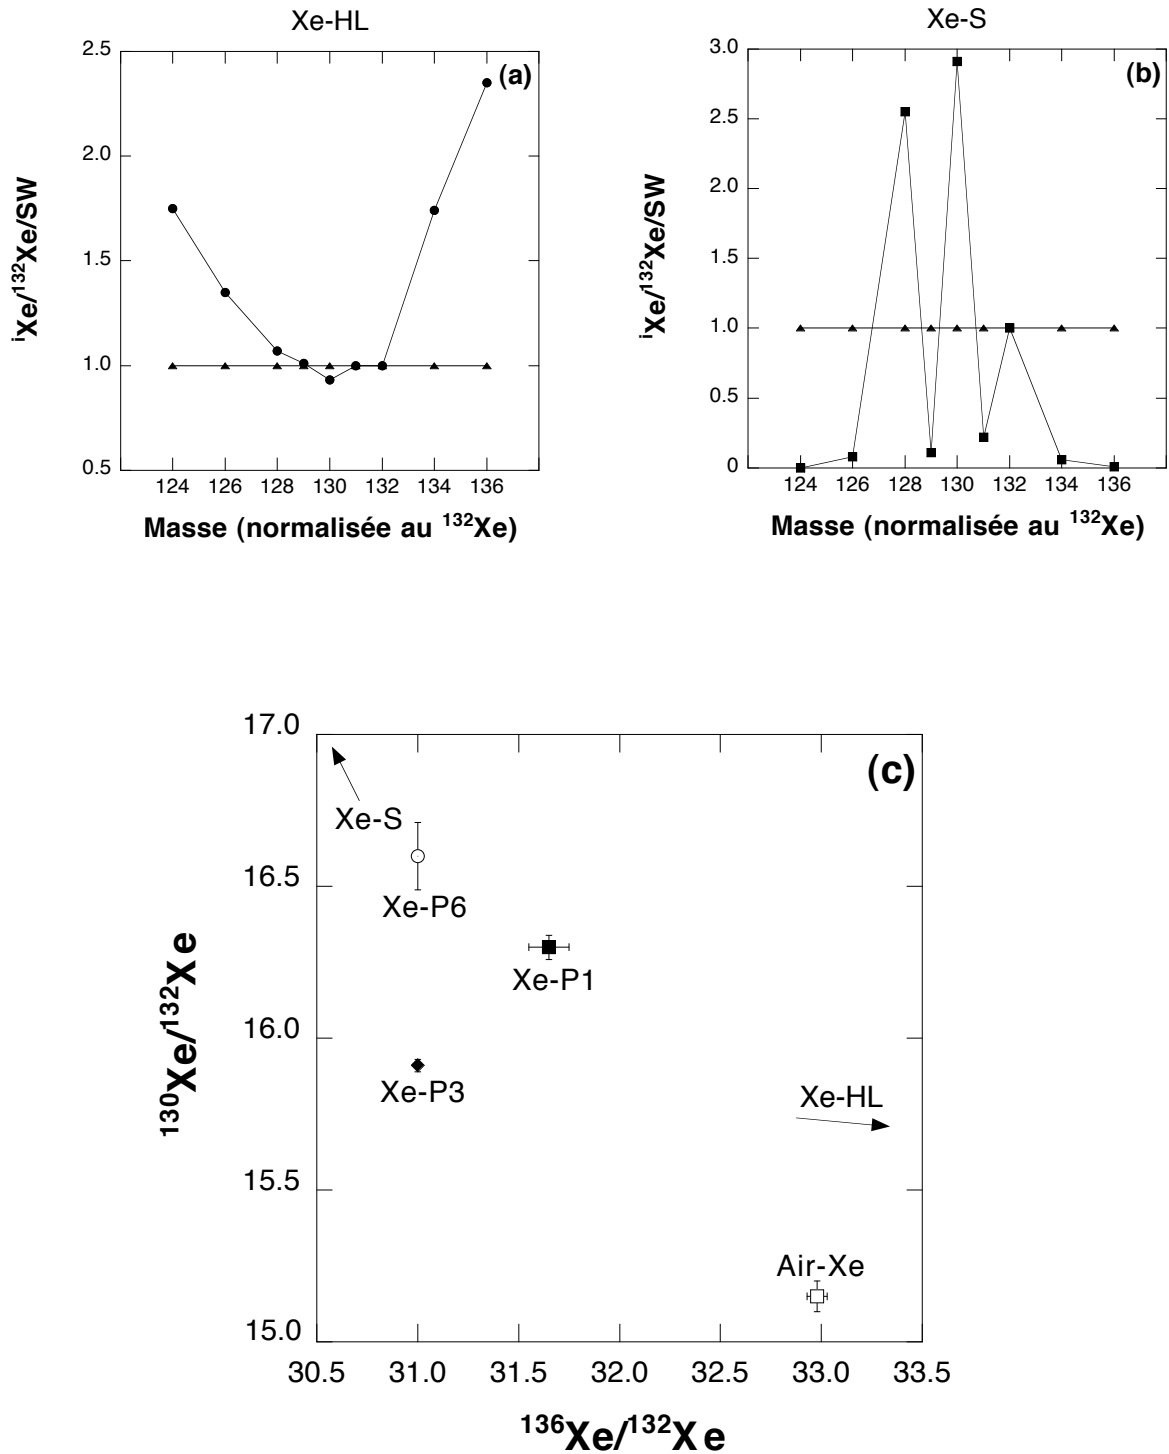 Xe-HL
(a)
2.5
2.0
1.5
1.0
0.5
124 126 128 130 132 134 136
ⁱXe/¹³²Xe/SW
Masse (normalisée au ¹³²Xe)
Xe-S
(b)
3.0
2.5
2.0
1.5
1.0
0.5
0
124 126 128 130 132 134 136
ⁱXe/¹³²Xe/SW
Masse (normalisée au ¹³²Xe)
17.0
(c)
Xe-S
16.5
Xe-P6
Xe-P1
16.0
Xe-P3
Xe-HL
15.5
Air-Xe
15.0
30.5 31.0 31.5 32.0 32.5 33.0 33.5
¹³⁰Xe/¹³²Xe
¹³⁶Xe/¹³²Xe